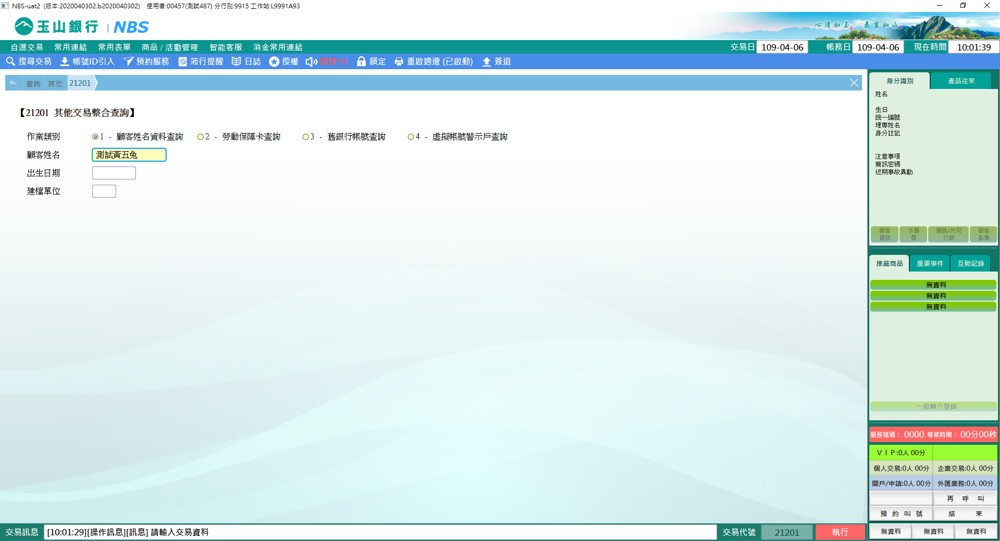 NBS-uat2 (版本:2020040302.b2020040302) 使用者:00457(測試487) 分行別:9915 工作站:L9991A93
玉山銀行 | NBS
心清如玉 義重如山
自選交易 常用連結 常用表單 商品 / 活動管理 智能客服 消金常用連結 交易日 109-04-06 帳務日 109-04-06 現在時間 10:01:39
搜尋交易 帳號ID引入 預約服務 蒞行提醒 日誌 授權 廣播:91 鎖定 重啟週邊 (已啟動) 簽退
查詢 其他 21201
【21201 其他交易整合查詢】
作業類別 1 - 顧客姓名資料查詢 2 - 勞動保障卡查詢 3 - 舊銀行帳號查詢 4 - 虛擬帳號警示戶查詢
顧客姓名 測試黃五兔
出生日期
建檔單位
身分識別 產品往來
姓名
生日
統一編號
理專姓名
身分註記
注意事項
簡訊密碼
近期事故異動
顧客資訊 手續費 通路/共同行銷 顧客影像
推薦商品 重要事件 互動記錄
無資料
無資料
無資料
一般轉介登錄
服務號碼： 0000 等候時間： 00分00秒
ＶＩＰ:0人 00分
個人交易:0人 00分 企業交易:0人 00分
開戶/申請:0人 00分 外匯業務:0人 00分
再 呼 叫
預 約 叫 號 結 束
交易訊息 [10:01:29][操作訊息][訊息] 請輸入交易資料 交易代號 21201 執行 無資料 無資料 無資料